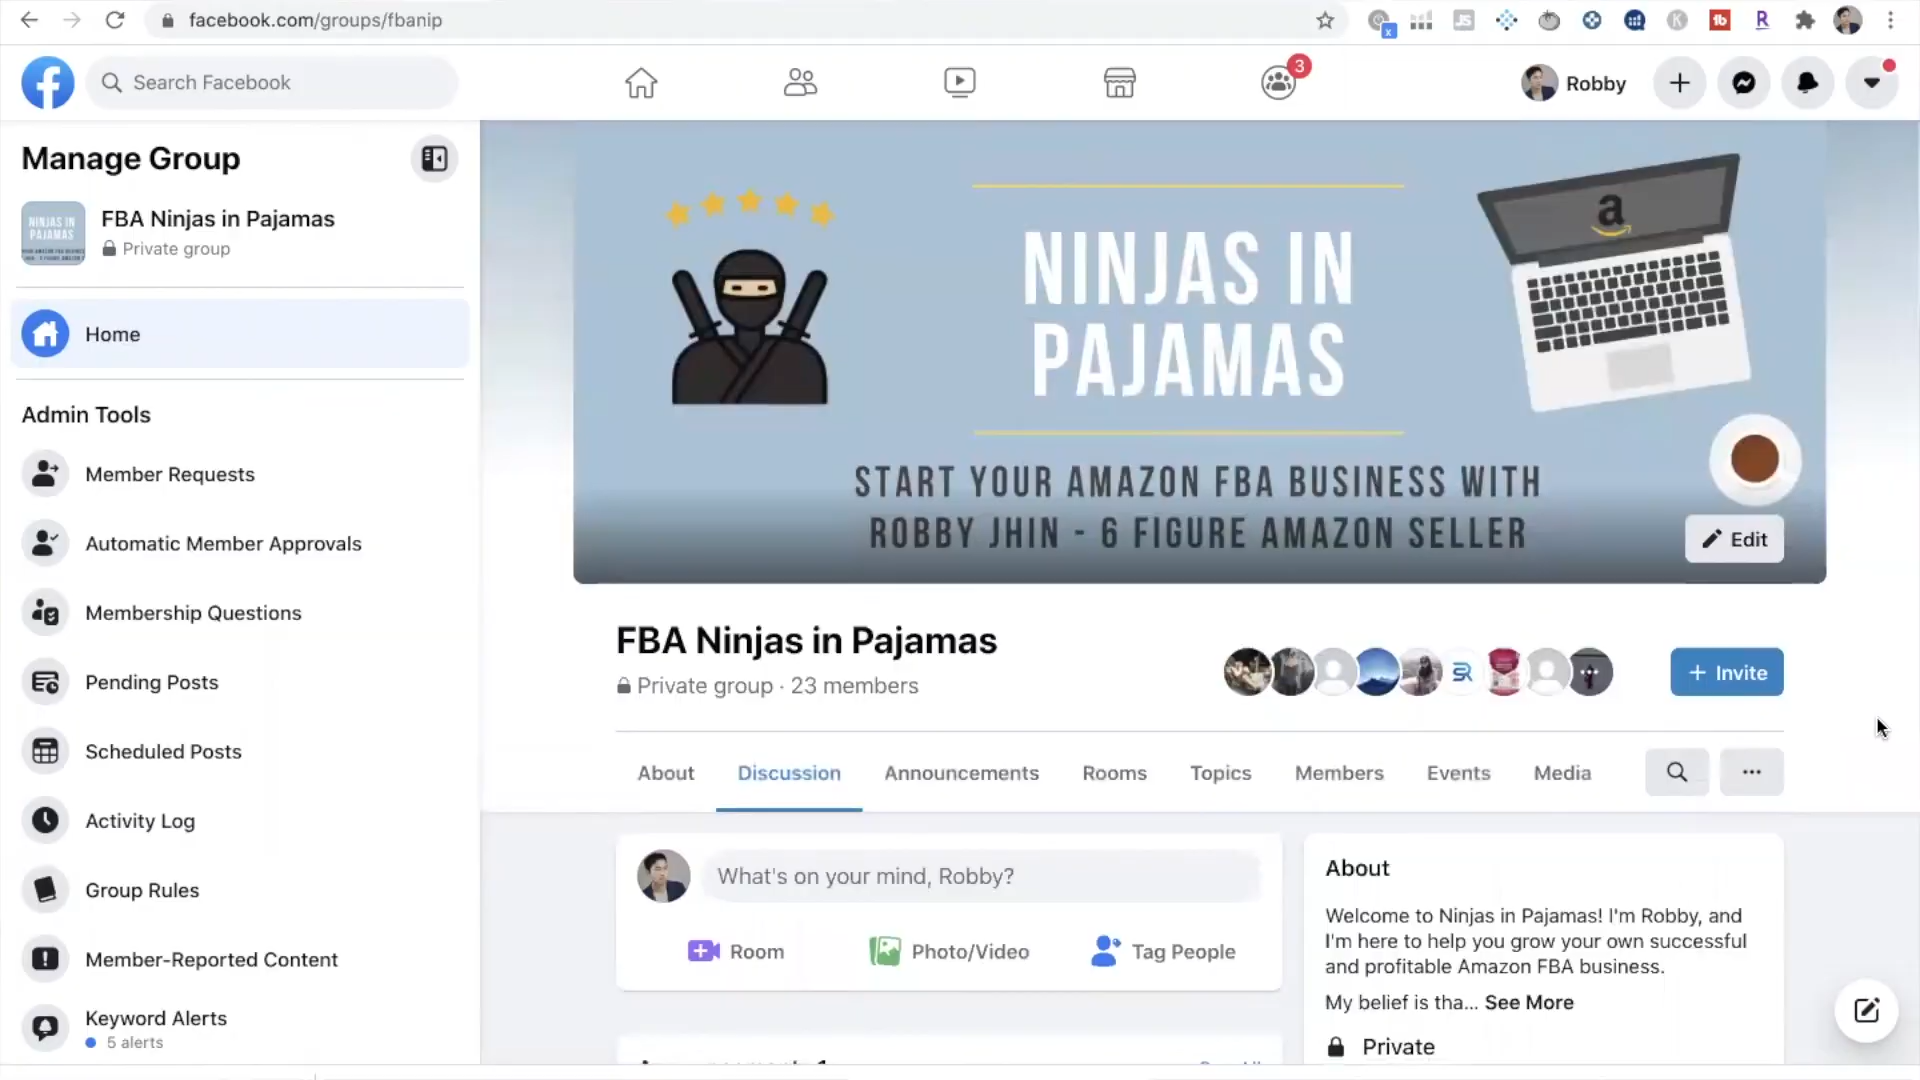 facebook.com/groups/fbanip
Search Facebook
3
Robby
Manage Group
FBA Ninjas in Pajamas
Private group
NINJAS IN
PAJAMAS
Home
Admin Tools
Member Requests
Automatic Member Approvals
Membership Questions
Pending Posts
Scheduled Posts
Activity Log
Group Rules
Member-Reported Content
Keyword Alerts
5 alerts
NINJAS IN
PAJAMAS
START YOUR AMAZON FBA BUSINESS WITH
ROBBY JHIN - 6 FIGURE AMAZON SELLER
Edit
FBA Ninjas in Pajamas
Private group · 23 members
+ Invite
About Discussion Announcements Rooms Topics Members Events Media
What's on your mind, Robby?
Room Photo/Video Tag People
About
Welcome to Ninjas in Pajamas! I'm Robby, and
I'm here to help you grow your own successful
and profitable Amazon FBA business.
My belief is tha... See More
Private